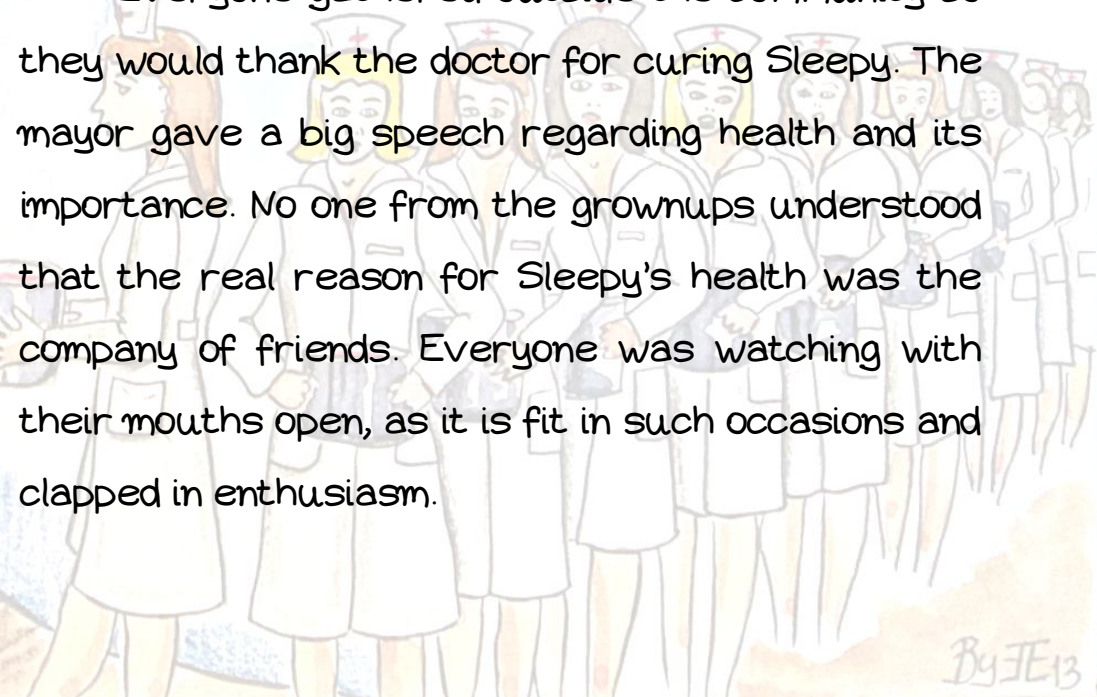 they would thank the doctor for curing Sleepy. The
mayor gave a big speech regarding health and its
importance. No one from the grownups understood
that the real reason for Sleepy's health was the
company of friends. Everyone was watching with
their mouths open, as it is fit in such occasions and
clapped in enthusiasm.
By JE13